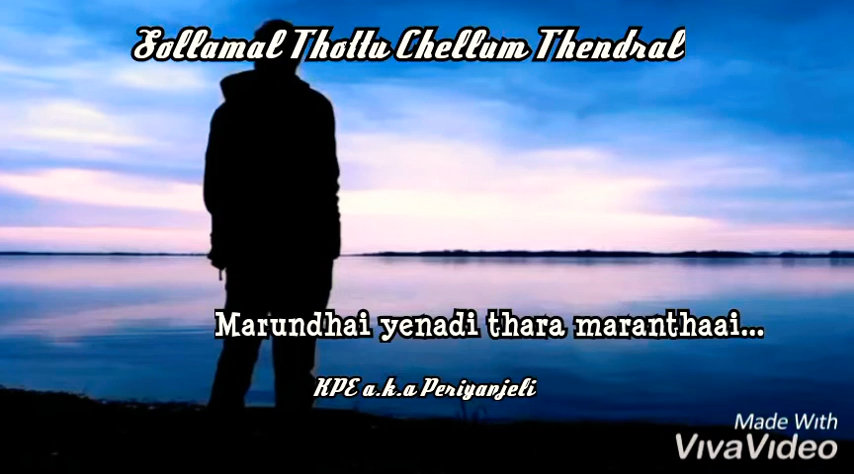 Sollamal Thottu Chellum Thendral
Marundhai yenadi thara maranthaai...
KPE a.k.a Periyanjeli
Made With
VivaVideo